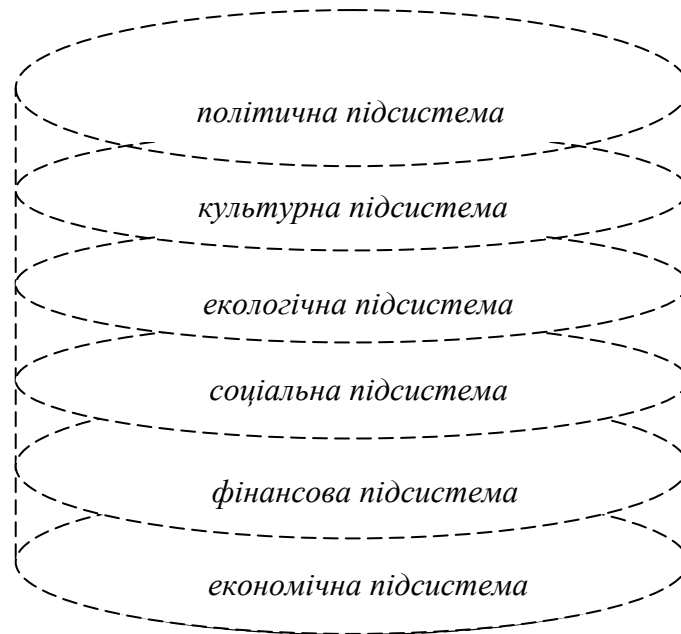 політична підсистема
культурна підсистема
екологічна підсистема
соціальна підсистема
фінансова підсистема
економічна підсистема